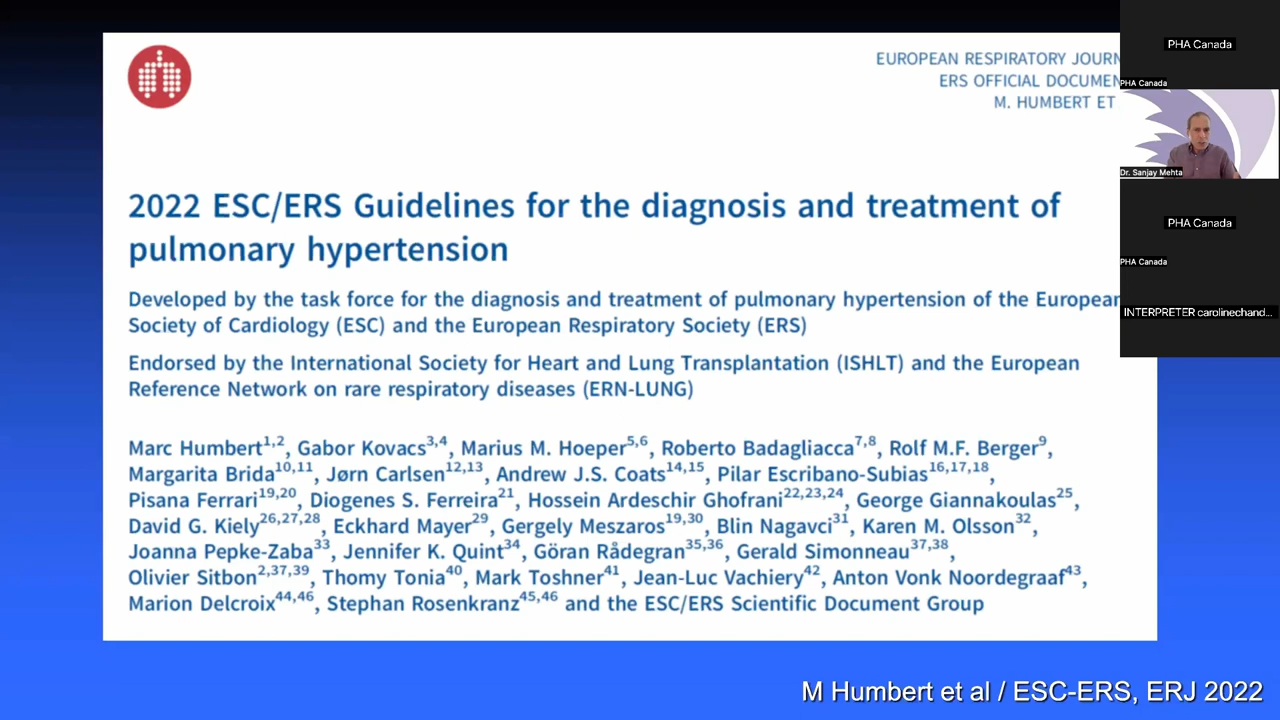 EUROPEAN RESPIRATORY JOURN
ERS OFFICIAL DOCUMEN
M. HUMBERT ET
2022 ESC/ERS Guidelines for the diagnosis and treatment of
pulmonary hypertension
Developed by the task force for the diagnosis and treatment of pulmonary hypertension of the European
Society of Cardiology (ESC) and the European Respiratory Society (ERS)
Endorsed by the International Society for Heart and Lung Transplantation (ISHLT) and the European
Reference Network on rare respiratory diseases (ERN-LUNG)
Marc Humbert1,2, Gabor Kovacs3,4, Marius M. Hoeper5,6, Roberto Badagliacca7,8, Rolf M.F. Berger9,
Margarita Brida10,11, Jørn Carlsen12,13, Andrew J.S. Coats14,15, Pilar Escribano-Subias16,17,18,
Pisana Ferrari19,20, Diogenes S. Ferreira21, Hossein Ardeschir Ghofrani22,23,24, George Giannakoulas25,
David G. Kiely26,27,28, Eckhard Mayer29, Gergely Meszaros19,30, Blin Nagavci31, Karen M. Olsson32,
Joanna Pepke-Zaba33, Jennifer K. Quint34, Göran Rådegran35,36, Gerald Simonneau37,38,
Olivier Sitbon2,37,39, Thomy Tonia40, Mark Toshner41, Jean-Luc Vachiery42, Anton Vonk Noordegraaf43,
Marion Delcroix44,46, Stephan Rosenkranz45,46 and the ESC/ERS Scientific Document Group
M Humbert et al / ESC-ERS, ERJ 2022
PHA Canada
PHA Canada
Dr. Sanjay Mehta
PHA Canada
PHA Canada
INTERPRETER carolinechand...